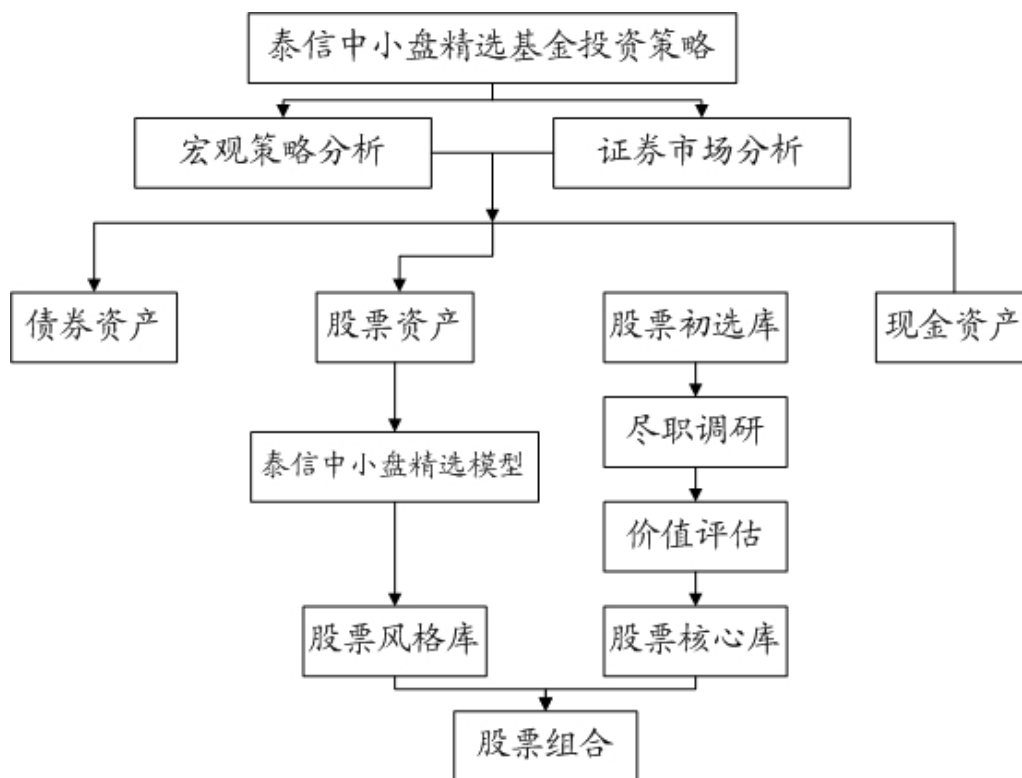 泰信中小盘精选基金投资策略
宏观策略分析
证券市场分析
债券资产
股票资产
股票初选库
现金资产
尽职调研
泰信中小盘精选模型
价值评估
股票风格库
股票核心库
股票组合